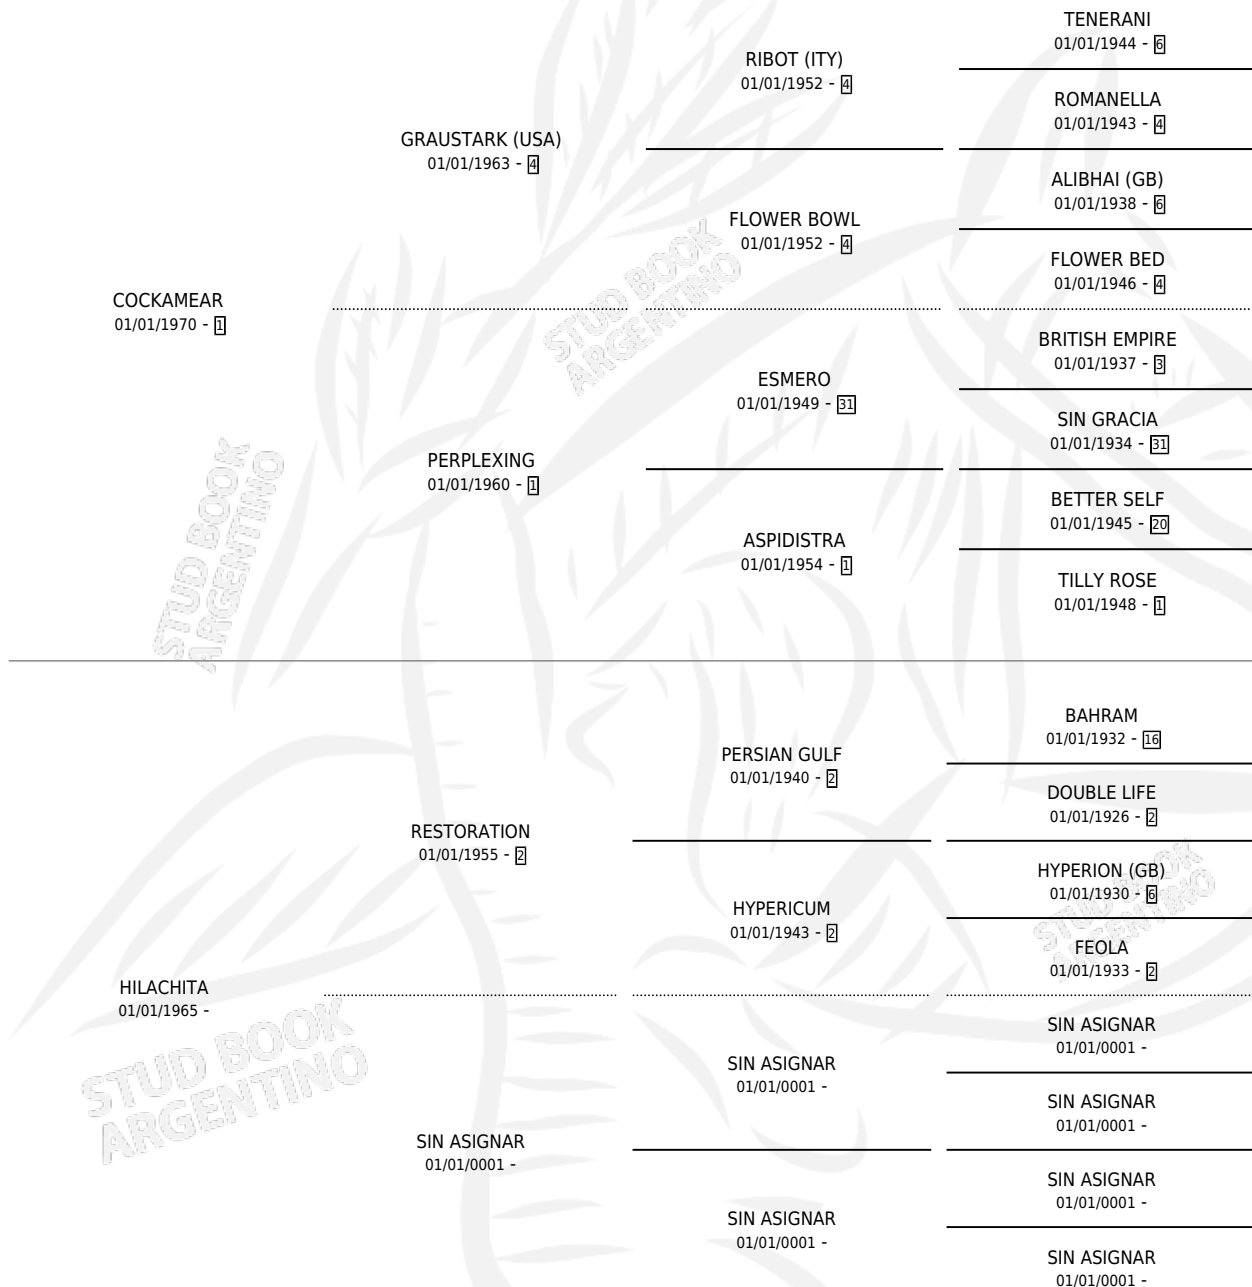 TENERANI
01/01/1944 - 6
RIBOT (ITY)
01/01/1952 - 4
ROMANELLA
01/01/1943 - 4
GRAUSTARK (USA)
01/01/1963 - 4
ALIBHAI (GB)
01/01/1938 - 6
FLOWER BOWL
01/01/1952 - 4
FLOWER BED
01/01/1946 - 4
COCKAMEAR
01/01/1970 - 1
BRITISH EMPIRE
01/01/1937 - 3
ESMERO
01/01/1949 - 31
SIN GRACIA
01/01/1934 - 31
PERPLEXING
01/01/1960 - 1
BETTER SELF
01/01/1945 - 20
ASPIDISTRA
01/01/1954 - 1
TILLY ROSE
01/01/1948 - 1
BAHRAM
01/01/1932 - 16
PERSIAN GULF
01/01/1940 - 2
DOUBLE LIFE
01/01/1926 - 2
RESTORATION
01/01/1955 - 2
HYPERION (GB)
01/01/1930 - 6
HYPERICUM
01/01/1943 - 2
FEOLA
01/01/1933 - 2
HILACHITA
01/01/1965 -
SIN ASIGNAR
01/01/0001 -
SIN ASIGNAR
01/01/0001 -
SIN ASIGNAR
01/01/0001 -
SIN ASIGNAR
01/01/0001 -
SIN ASIGNAR
01/01/0001 -
SIN ASIGNAR
01/01/0001 -
SIN ASIGNAR
01/01/0001 -
STUD BOOK
ARGENTINO
STUD BOOK
ARGENTINO
STUD BOOK
ARGENTINO
STUD BOOK
ARGENTINO